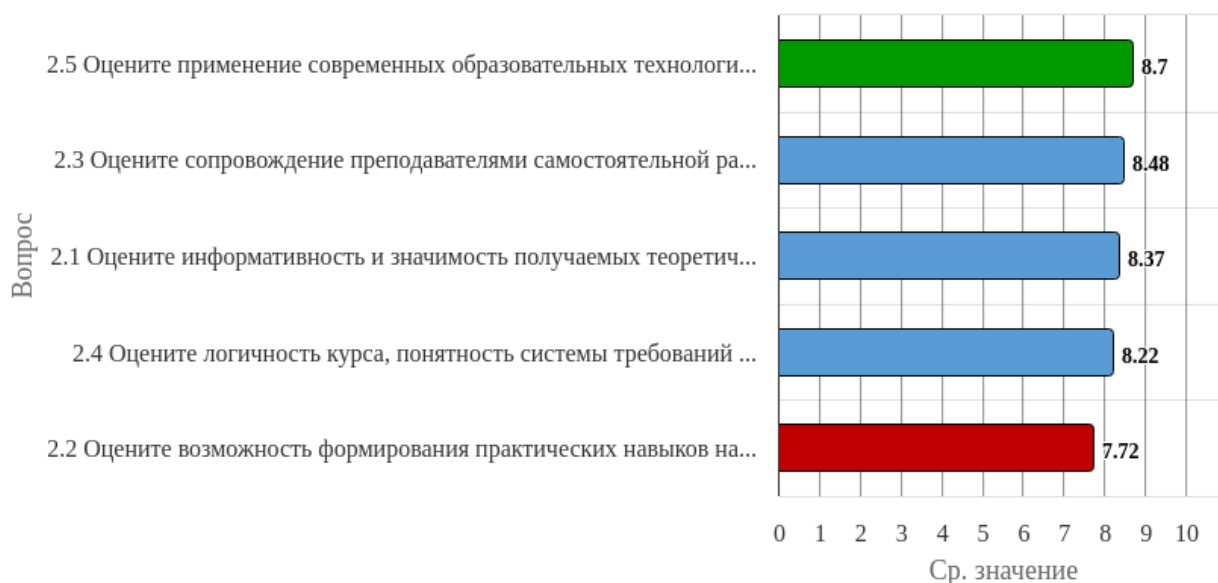 2.5 Оцените применение современных образовательных технологи...
8.7
2.3 Оцените сопровождение преподавателями самостоятельной ра...
8.48
2.1 Оцените информативность и значимость получаемых теоретич...
8.37
2.4 Оцените логичность курса, понятность системы требований ...
8.22
2.2 Оцените возможность формирования практических навыков на...
7.72
Вопрос
0 1 2 3 4 5 6 7 8 9 10
Ср. значение